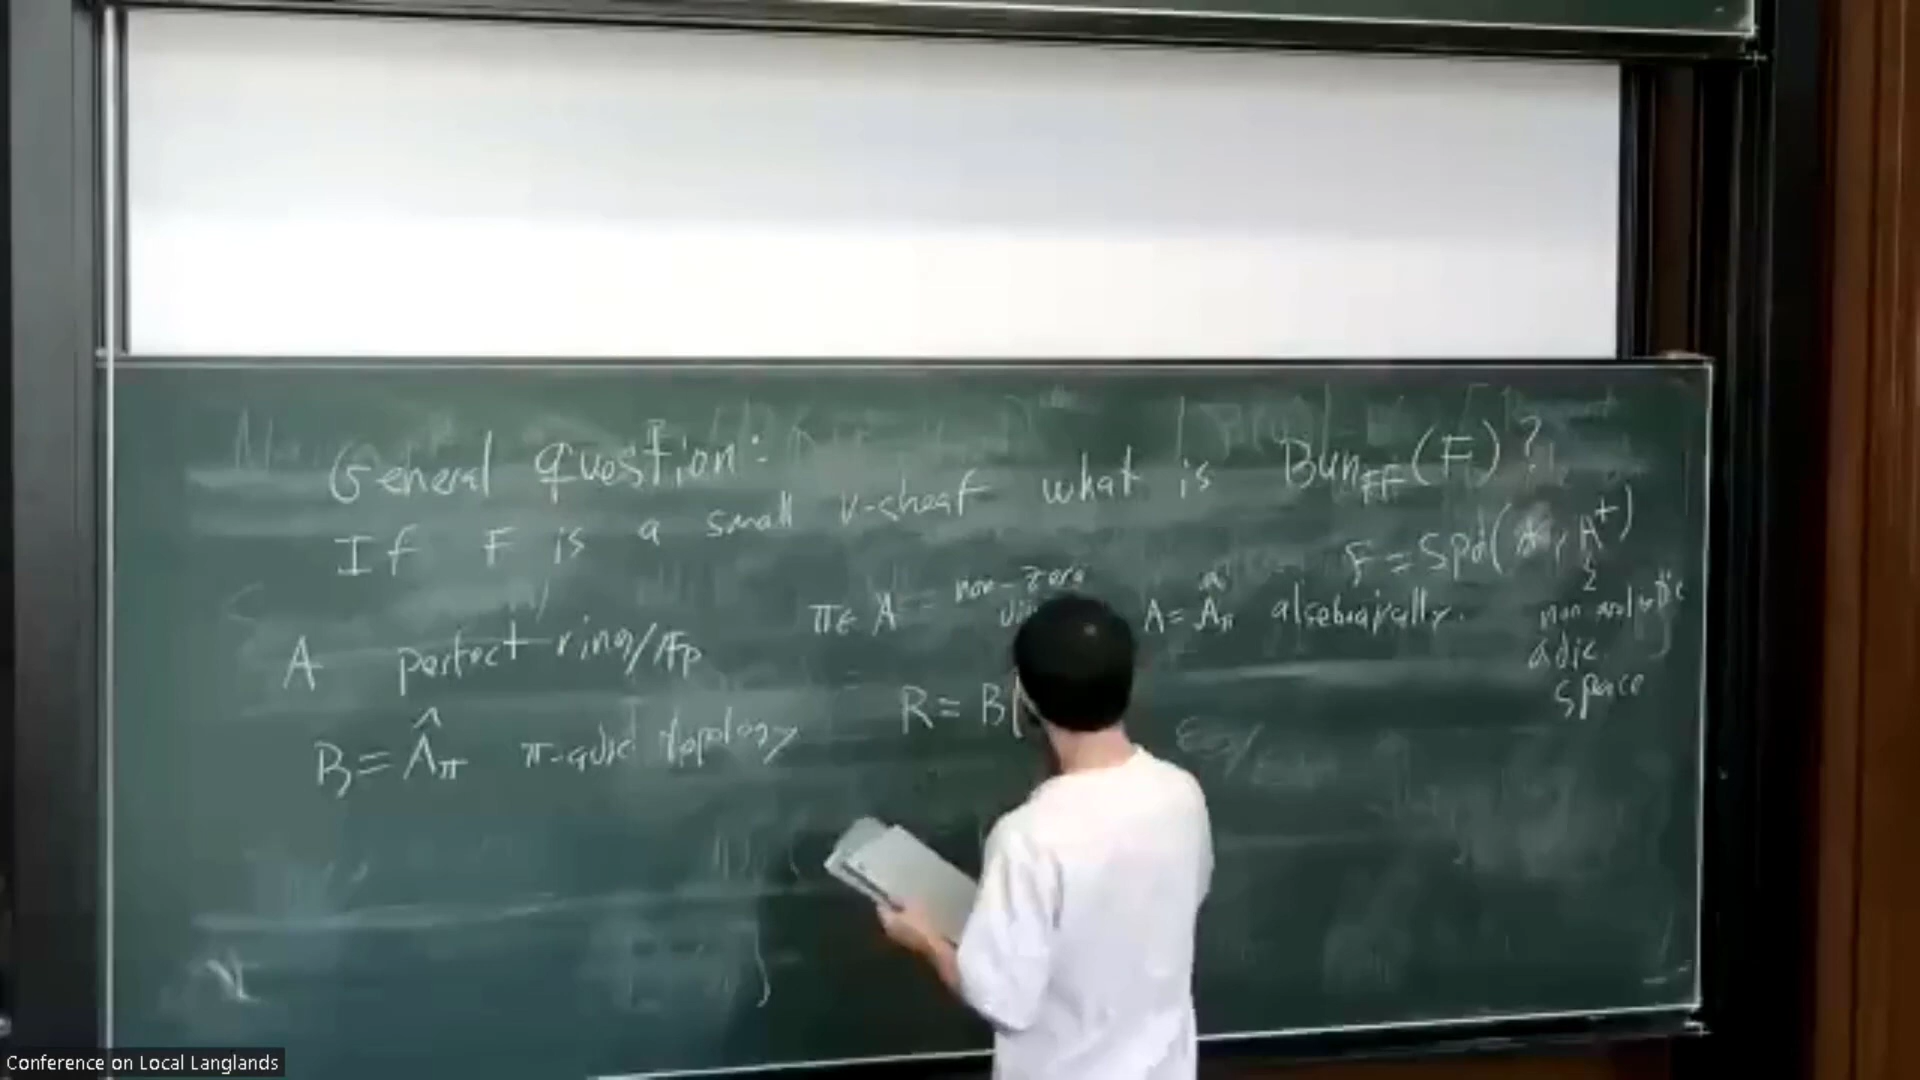 General question:
If F is a small v-sheaf what is Bun_FF(F)?
F = Spd(A, A^+)
A perfect ring/F_p
π ∈ A = non-zero
A = Â_π algebraically.
non analytic
adic
space
B = Â_π π-adic topology
R = B[
Conference on Local Langlands